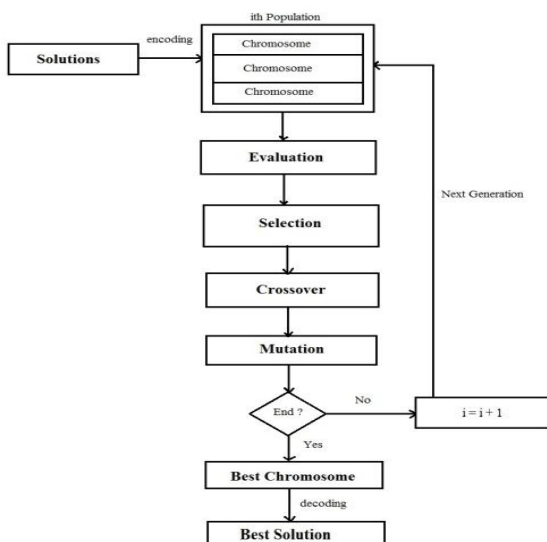 ith Population
encoding
Solutions
Chromosome
Chromosome
Chromosome
Evaluation
Next Generation
Selection
Crossover
Mutation
End ?
No
i = i + 1
Yes
Best Chromosome
decoding
Best Solution